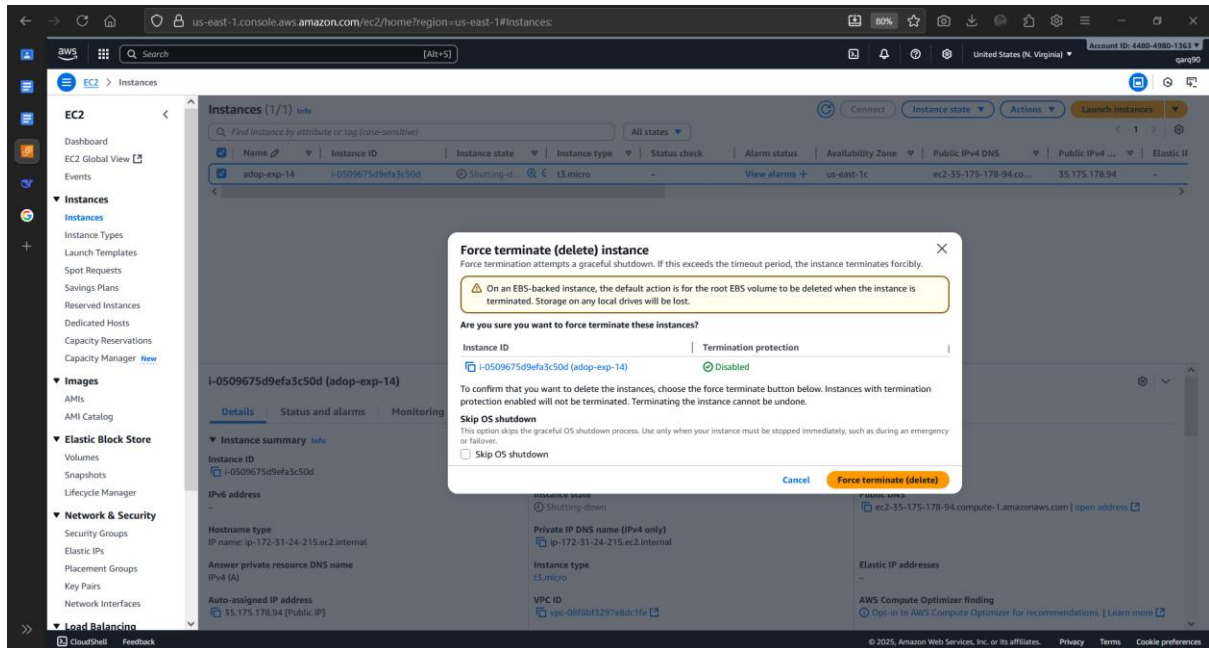 us-east-1.console.aws.amazon.com/ec2/home?region=us-east-1#Instances:
80%
aws
Search
[Alt+S]
United States (N. Virginia)
Account ID: 4480-4980-1363
qarq90
EC2 > Instances
EC2
Dashboard
EC2 Global View
Events
Instances
Instances
Instance Types
Launch Templates
Spot Requests
Savings Plans
Reserved Instances
Dedicated Hosts
Capacity Reservations
Capacity Manager New
Images
AMIs
AMI Catalog
Elastic Block Store
Volumes
Snapshots
Lifecycle Manager
Network & Security
Security Groups
Elastic IPs
Placement Groups
Key Pairs
Network Interfaces
Load Balancing
Instances (1/1) Info
Connect
Instance state
Actions
Launch instances
Find Instance by attribute or tag (case-sensitive)
All states
1
Name Instance ID Instance state Instance type Status check Alarm status Availability Zone Public IPv4 DNS Public IPv4 ... Elastic IP
adop-exp-14 i-0509675d9efa3c50d Shutting-d... t3.micro – View alarms + us-east-1c ec2-35-175-178-94.co... 35.175.178.94 –
Force terminate (delete) instance
Force termination attempts a graceful shutdown. If this exceeds the timeout period, the instance terminates forcibly.
On an EBS-backed instance, the default action is for the root EBS volume to be deleted when the instance is
terminated. Storage on any local drives will be lost.
Are you sure you want to force terminate these instances?
Instance ID Termination protection
i-0509675d9efa3c50d (adop-exp-14) Disabled
To confirm that you want to delete the instances, choose the force terminate button below. Instances with termination
protection enabled will not be terminated. Terminating the instance cannot be undone.
Skip OS shutdown
This option skips the graceful OS shutdown process. Use only when your instance must be stopped immediately, such as during an emergency
or failover.
Skip OS shutdown
Cancel
Force terminate (delete)
i-0509675d9efa3c50d (adop-exp-14)
Details Status and alarms Monitoring
Instance summary Info
Instance ID
i-0509675d9efa3c50d
IPv6 address
–
Instance state
Shutting-down
Public DNS
ec2-35-175-178-94.compute-1.amazonaws.com | open address
Hostname type
IP name: ip-172-31-24-215.ec2.internal
Private IP DNS name (IPv4 only)
ip-172-31-24-215.ec2.internal
Answer private resource DNS name
IPv4 (A)
Instance type
t3.micro
Elastic IP addresses
–
Auto-assigned IP address
35.175.178.94 [Public IP]
VPC ID
AWS Compute Optimizer finding
Opt-in to AWS Compute Optimizer for recommendations. | Learn more
CloudShell Feedback
© 2025, Amazon Web Services, Inc. or its affiliates. Privacy Terms Cookie preferences